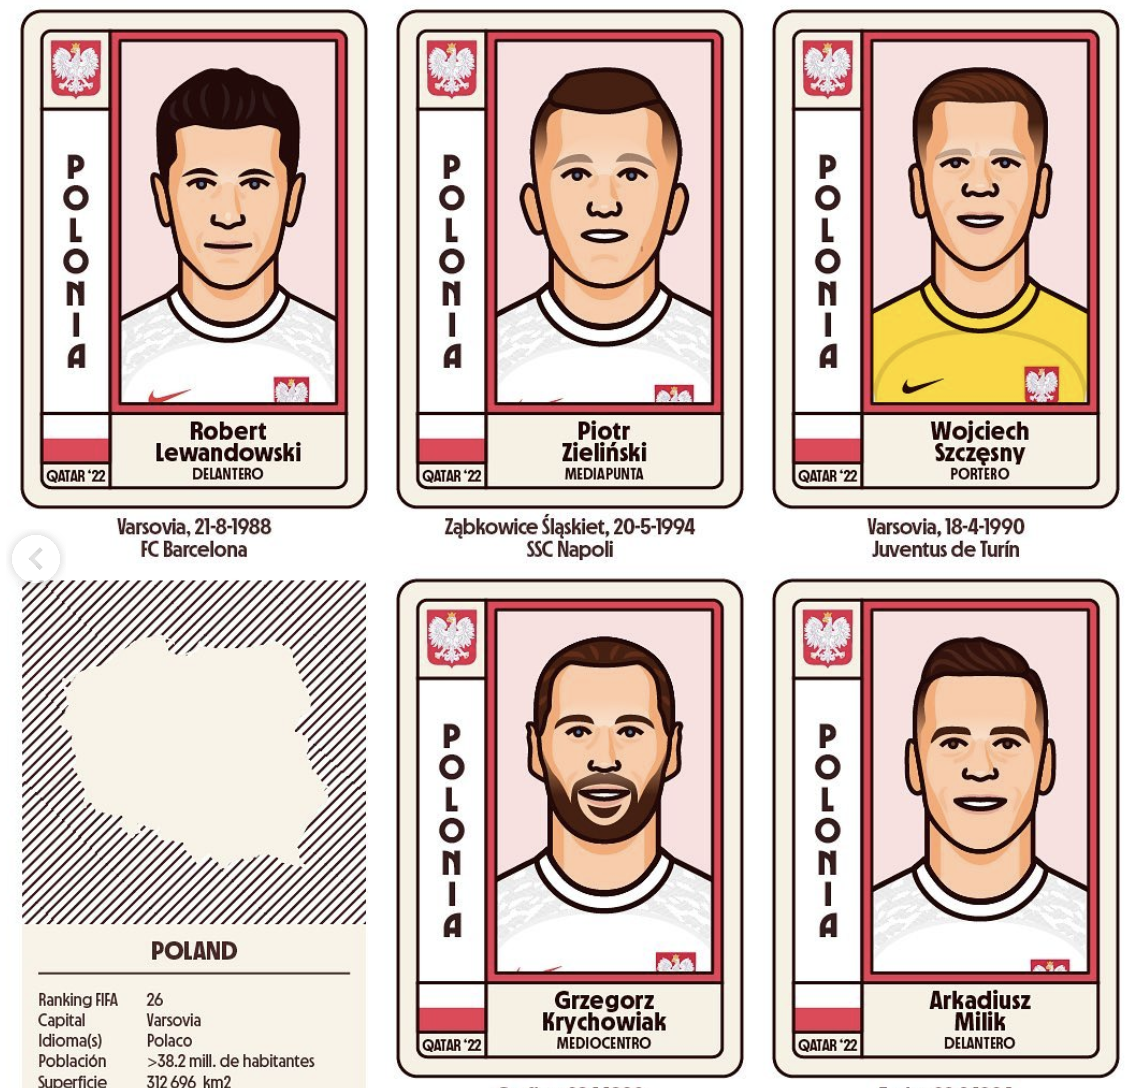 POLONIA
Robert
Lewandowski
DELANTERO
QATAR ‘22
Varsovia, 21-8-1988
FC Barcelona
POLONIA
Piotr
Zieliński
MEDIAPUNTA
QATAR ‘22
Ząbkowice Śląskiet, 20-5-1994
SSC Napoli
POLONIA
Wojciech
Szczęsny
PORTERO
QATAR ‘22
Varsovia, 18-4-1990
Juventus de Turín
POLAND
Ranking FIFA 26
Capital Varsovia
Idioma(s) Polaco
Población >38.2 mill. de habitantes
Superficie 312 696 km2
POLONIA
Grzegorz
Krychowiak
MEDIOCENTRO
QATAR ‘22
POLONIA
Arkadiusz
Milik
DELANTERO
QATAR ‘22